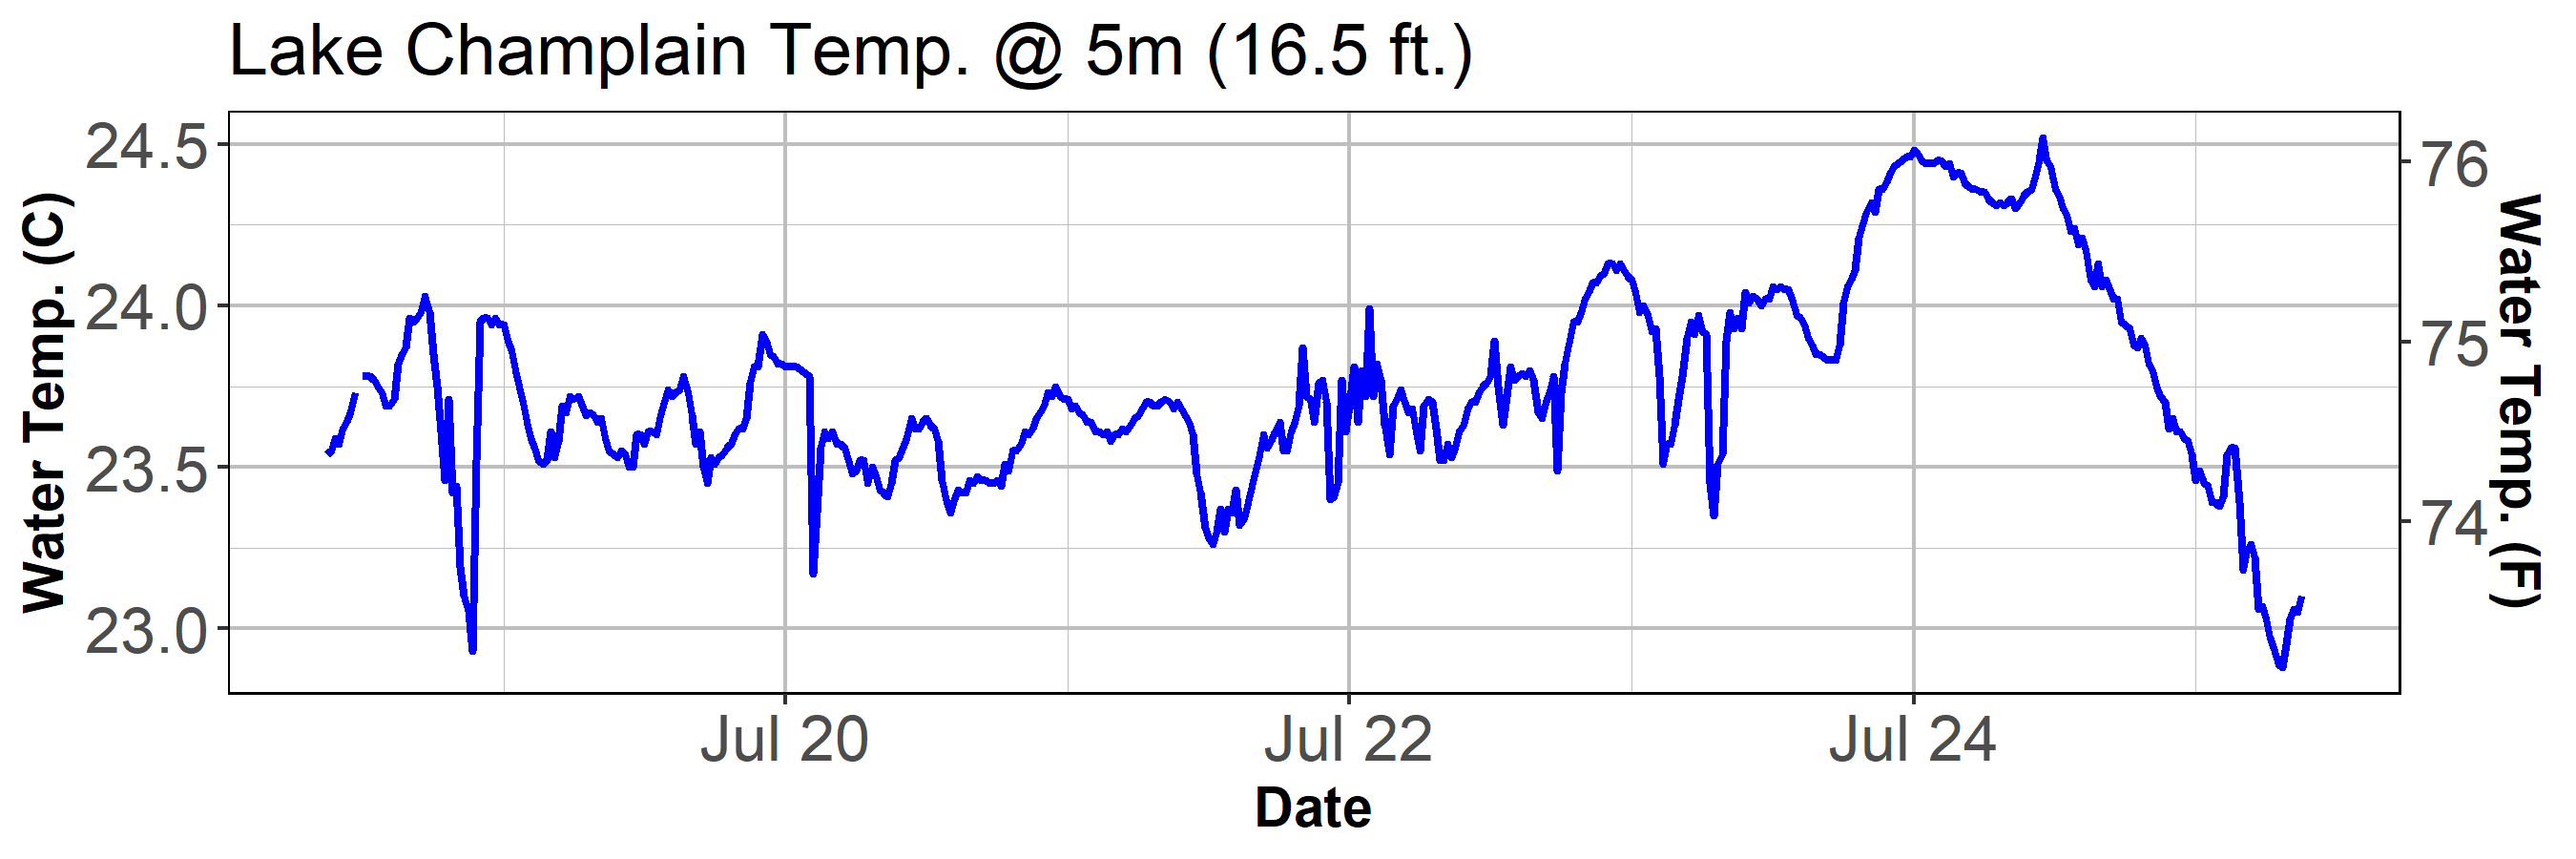 Lake Champlain Temp. @ 5m (16.5 ft.)
Water Temp. (C)
24.5
24.0
23.5
23.0
76
75
74
Water Temp. (F)
Jul 20 Jul 22 Jul 24
Date